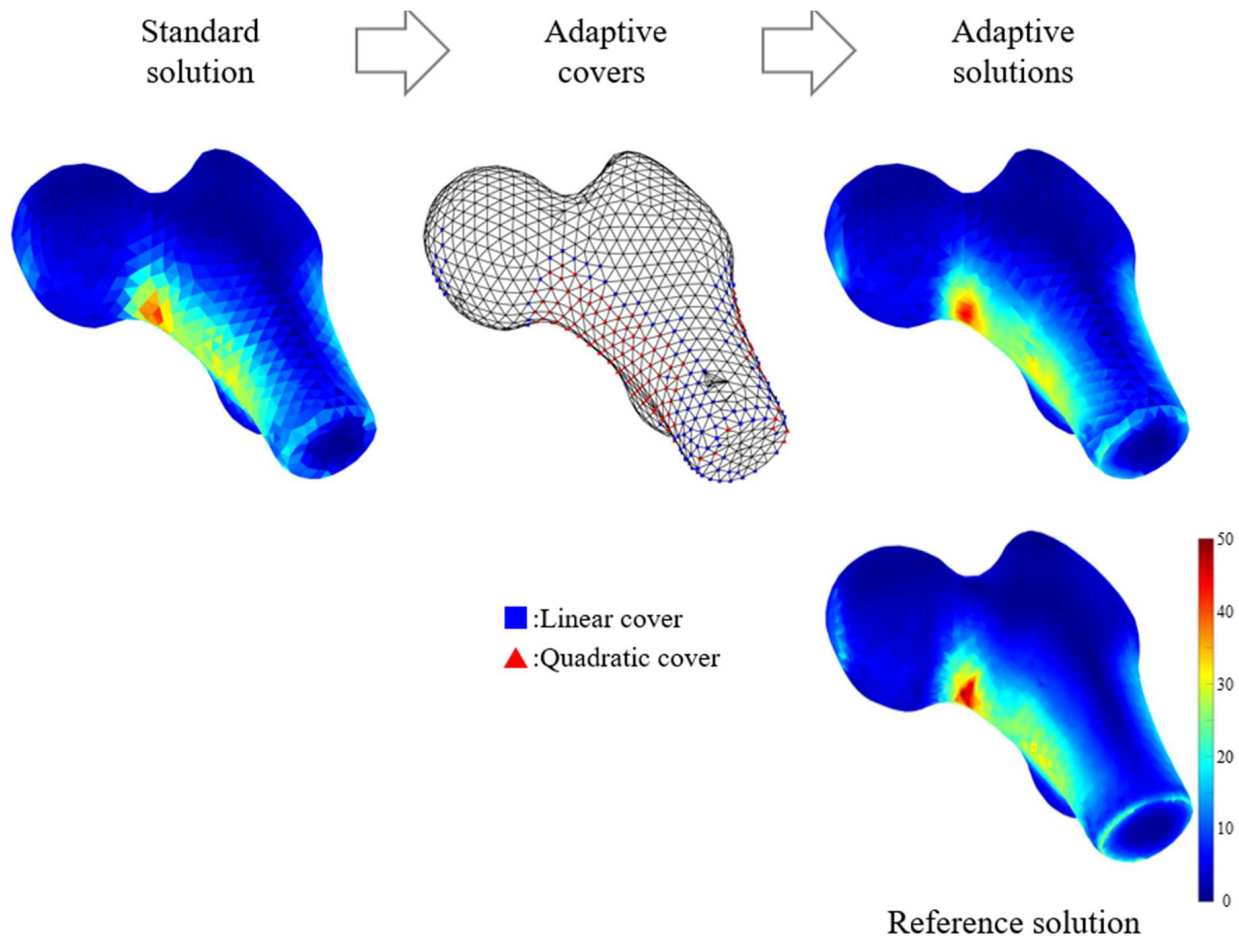 Standard
solution
Adaptive
covers
Adaptive
solutions
:Linear cover
:Quadratic cover
50
40
30
20
10
0
Reference solution